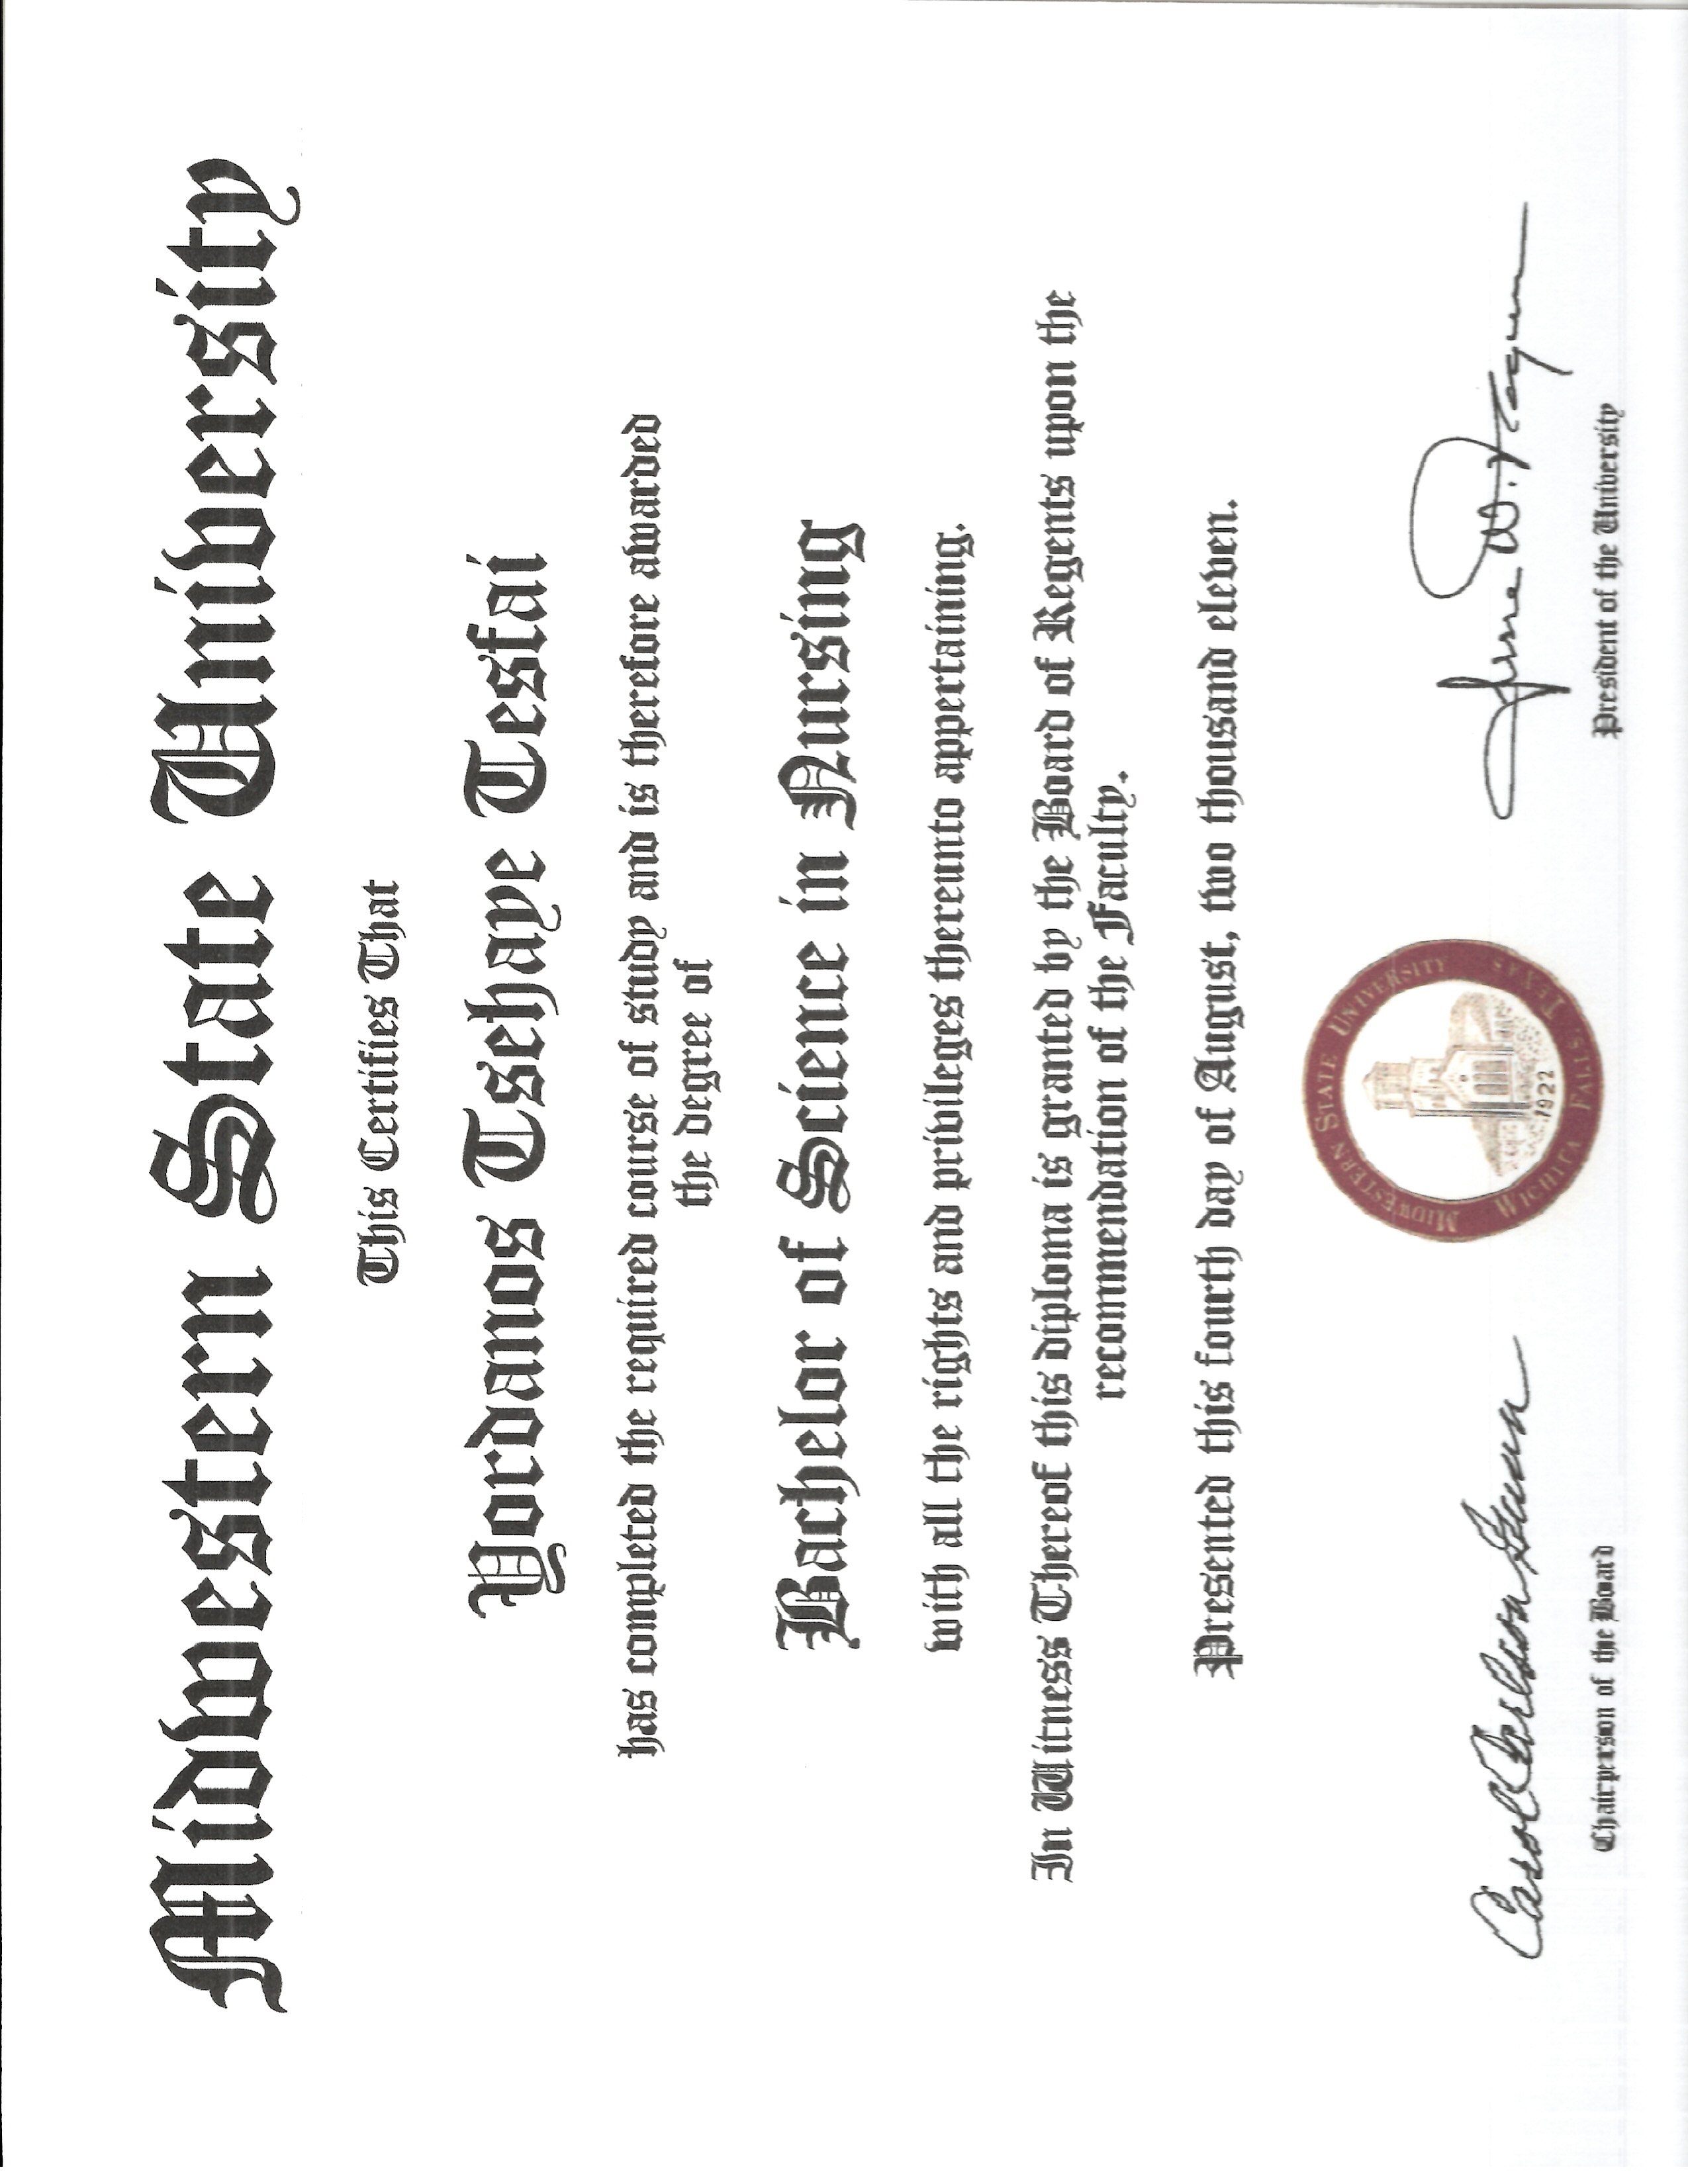 Midwestern State University
This Certifies That
Yordanos Tsehaye Tesfai
has completed the required course of study and is therefore awarded
the degree of
Bachelor of Science in Nursing
with all the rights and privileges thereunto appertaining.
In Witness Thereof this diploma is granted by the Board of Regents upon the
recommendation of the Faculty.
Presented this fourth day of August, two thousand eleven.
MIDWESTERN STATE UNIVERSITY
WICHITA FALLS, TEXAS
1922
Carol Carlson Gunn
Jesse W. Rogers
Chairperson of the Board
President of the University